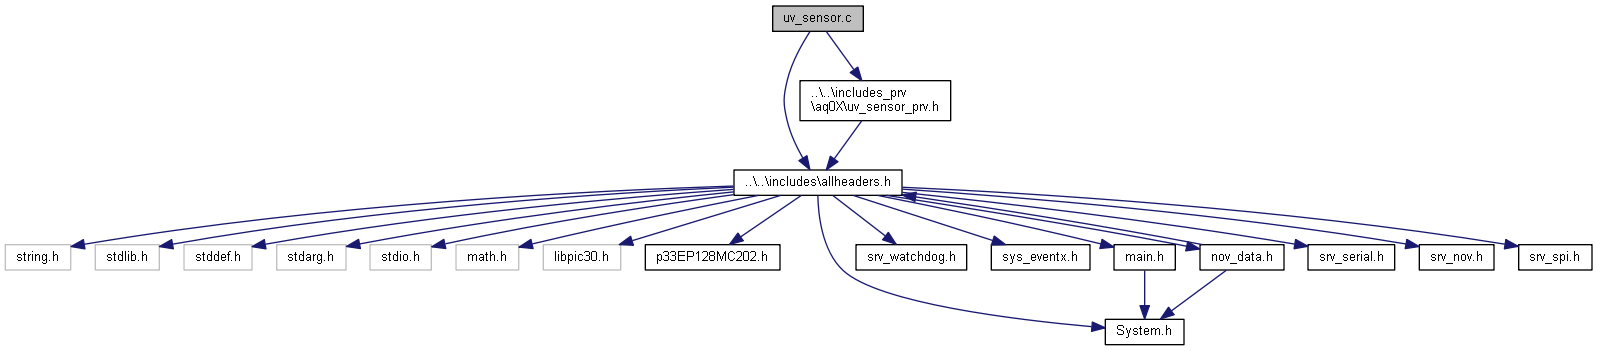 uv_sensor.c
..\..\includes_prv
\aq0X\uv_sensor_prv.h
..\..\includes\allheaders.h
string.h
stdlib.h
stddef.h
stdarg.h
stdio.h
math.h
libpic30.h
p33EP128MC202.h
srv_watchdog.h
sys_eventx.h
main.h
nov_data.h
srv_serial.h
srv_nov.h
srv_spi.h
System.h